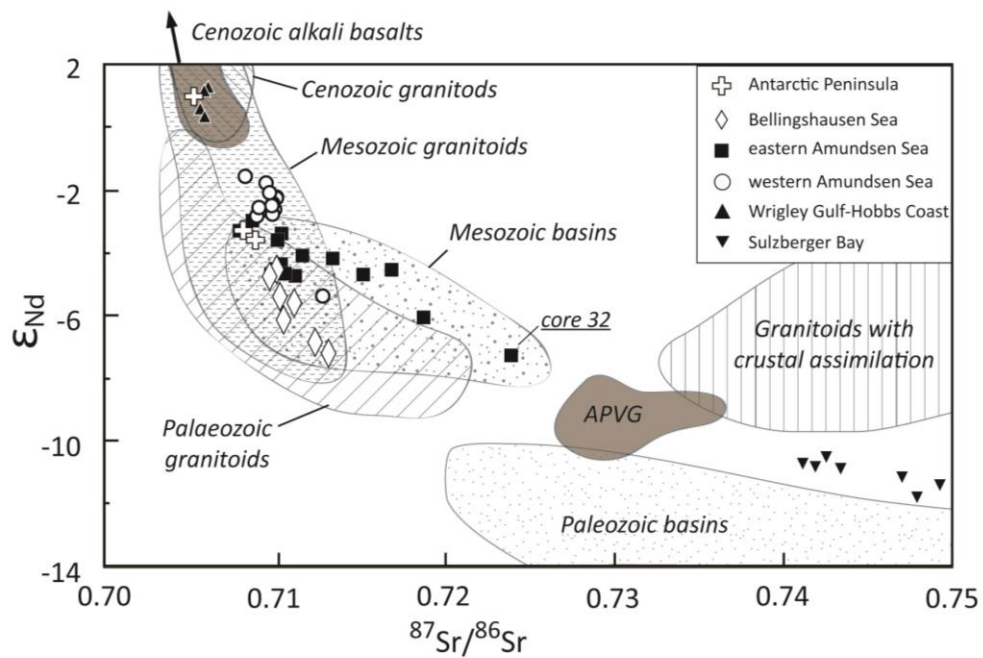 Cenozoic alkali basalts
2
Cenozoic granitods
Mesozoic granitoids
Antarctic Peninsula
Bellingshausen Sea
eastern Amundsen Sea
western Amundsen Sea
Wrigley Gulf-Hobbs Coast
Sulzberger Bay
-2
Mesozoic basins
εNd
-6
core 32
Granitoids with
crustal assimilation
APVG
-10
Palaeozoic
granitoids
Paleozoic basins
-14
0.70
0.71
0.72
0.73
0.74
0.75
87Sr/86Sr